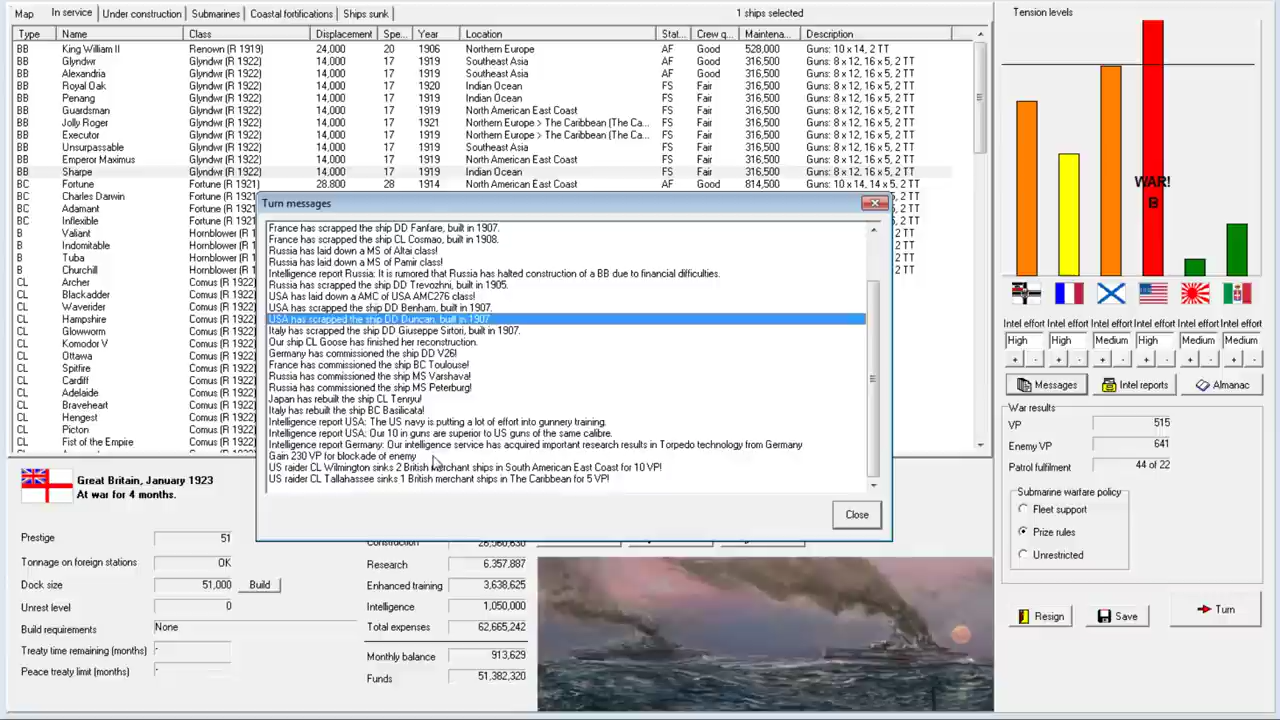 Map In service Under construction Submarines Coastal fortifications Ships sunk 1 ships selected
Type Name Class Displacement Spe... Year Location Stat... Crew q... Maintena... Description
BB King William II Renown (R 1919) 24,000 20 1906 Northern Europe AF Good 528,000 Guns: 10 x 14, 2 TT
BB Glyndwr Glyndwr (R 1922) 14,000 17 1919 Southeast Asia AF Good 316,500 Guns: 8 x 12, 16 x 5, 2 TT
BB Alexandria Glyndwr (R 1922) 14,000 17 1919 Southeast Asia AF Good 316,500 Guns: 8 x 12, 16 x 5, 2 TT
BB Royal Oak Glyndwr (R 1922) 14,000 17 1920 Indian Ocean FS Fair 316,500 Guns: 8 x 12, 16 x 5, 2 TT
BB Penang Glyndwr (R 1922) 14,000 17 1919 Indian Ocean FS Fair 316,500 Guns: 8 x 12, 16 x 5, 2 TT
BB Guardsman Glyndwr (R 1922) 14,000 17 1919 North American East Coast FS Fair 316,500 Guns: 8 x 12, 16 x 5, 2 TT
BB Jolly Roger Glyndwr (R 1922) 14,000 17 1921 Northern Europe > The Caribbean (The Ca... FS Fair 316,500 Guns: 8 x 12, 16 x 5, 2 TT
BB Executor Glyndwr (R 1922) 14,000 17 1919 Northern Europe > The Caribbean (The Ca... FS Fair 316,500 Guns: 8 x 12, 16 x 5, 2 TT
BB Unsurpassable Glyndwr (R 1922) 14,000 17 1919 Southeast Asia FS Fair 316,500 Guns: 8 x 12, 16 x 5, 2 TT
BB Emperor Maximus Glyndwr (R 1922) 14,000 17 1919 North American East Coast FS Fair 316,500 Guns: 8 x 12, 16 x 5, 2 TT
BB Sharpe Glyndwr (R 1922) 14,000 17 1919 Indian Ocean FS Fair 316,500 Guns: 8 x 12, 16 x 5, 2 TT
BC Fortune Fortune (R 1921) 28,800 28 1914 North American East Coast AF Good 814,500 Guns: 10 x 14, 14 x 5, 2 TT
BC Charles Darwin Fortune (R 1
BC Adamant Fortune (R 1
BC Inflexible Fortune (R 1
B Valiant Hornblower (
B Indomitable Hornblower (
B Tuba Hornblower (
B Churchill Hornblower (
CL Archer Comus (R 192
CL Blackadder Comus (R 192
CL Waverider Comus (R 192
CL Hampshire Comus (R 192
CL Glowworm Comus (R 192
CL Komodor V Comus (R 192
CL Ottawa Comus (R 192
CL Spitfire Comus (R 192
CL Cardiff Comus (R 192
CL Adelaide Comus (R 192
CL Braveheart Comus (R 192
CL Hengest Comus (R 192
CL Pictor Comus (R 192
CL Fist of the Empire Comus (R 192
Turn messages
France has scrapped the ship DD Fanfare, built in 1907.
France has scrapped the ship CL Cosmao, built in 1908.
Russia has laid down a MS of Altai class!
Russia has laid down a MS of Pamir class!
Intelligence report Russia: It is rumored that Russia has halted construction of a BB due to financial difficulties.
Russia has scrapped the ship DD Trevozhni, built in 1905.
USA has laid down a AMC of USA AMC276 class!
USA has scrapped the ship DD Benham, built in 1907.
USA has scrapped the ship DD Duncan, built in 1907.
Italy has scrapped the ship DD Giuseppe Sirtori, built in 1907.
Our ship CL Goose has finished her reconstruction.
Germany has commissioned the ship DD V26!
France has commissioned the ship BC Toulouse!
Russia has commissioned the ship MS Varshava!
Russia has commissioned the ship MS Peterburg!
Japan has rebuilt the ship CL Tenryu!
Italy has rebuilt the ship BC Basilicata!
Intelligence report USA: The US navy is putting a lot of effort into gunnery training.
Intelligence report USA: Our 10 in guns are superior to US guns of the same calibre.
Intelligence report Germany: Our intelligence service has acquired important research results in Torpedo technology from Germany
Gain 230 VP for blockade of enemy
US raider CL Wilmington sinks 2 British merchant ships in South American East Coast for 10 VP!
US raider CL Tallahassee sinks 1 British merchant ships in The Caribbean for 5 VP!
Close
Great Britain, January 1923
At war for 4 months.
Prestige 51
Tonnage on foreign stations OK
Dock size 51,000 Build
Unrest level 0
Build requirements None
Treaty time remaining (months) -
Peace treaty limit (months) -
Research 6,357,887
Enhanced training 3,638,625
Intelligence 1,050,000
Total expenses 62,665,242
Monthly balance 913,629
Funds 51,382,320
Tension levels
WAR!
B
Intel effort Intel effort Intel effort Intel effort Intel effort Intel effort
High High Medium High Medium Medium
+ - + - + - + - + - + -
Messages Intel reports Almanac
War results
VP 515
Enemy VP 641
Patrol fulfilment 44 of 22
Submarine warfare policy
Fleet support
Prize rules
Unrestricted
Resign Save Turn